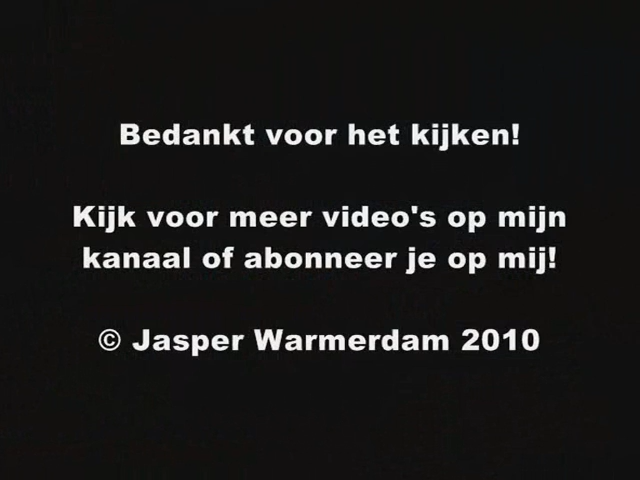 Bedankt voor het kijken!
Kijk voor meer video's op mijn
kanaal of abonneer je op mij!
© Jasper Warmerdam 2010